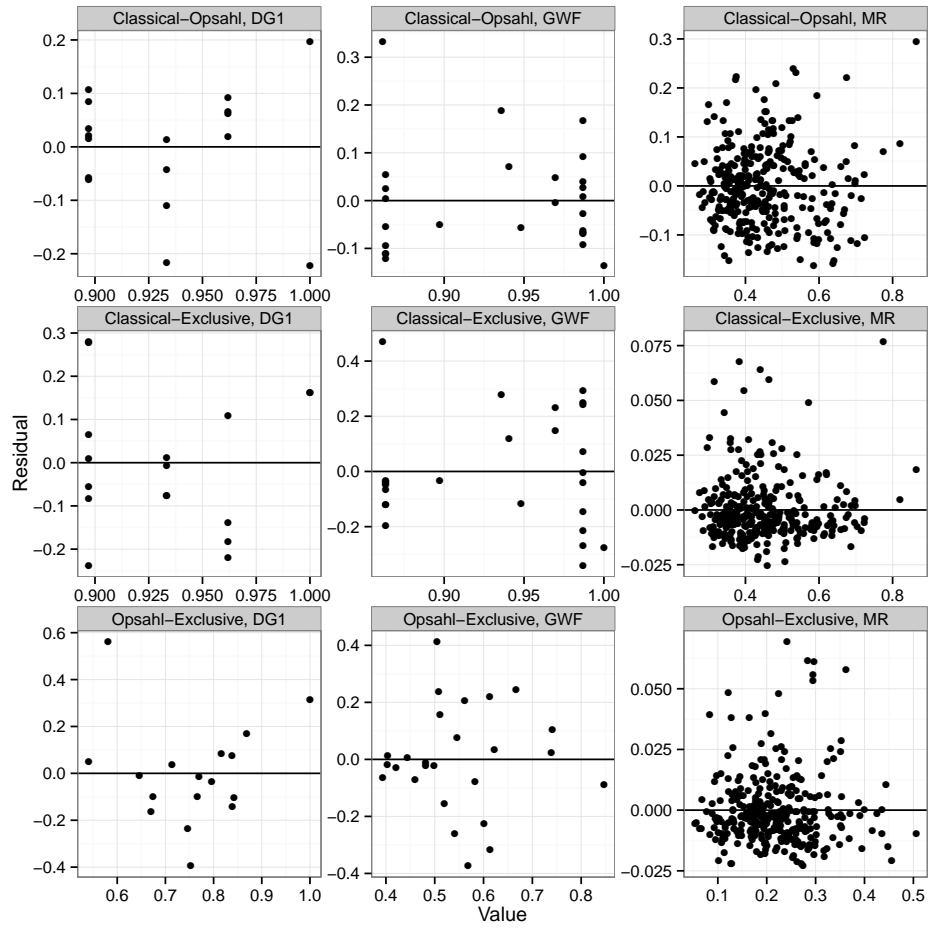 Classical−Opsahl, DG1
Classical−Opsahl, GWF
Classical−Opsahl, MR
0.2
0.1
0.0
−0.1
−0.2
0.900 0.925 0.950 0.975 1.000
0.3
0.2
0.1
0.0
−0.1
0.90 0.95 1.00
0.3
0.2
0.1
0.0
−0.1
0.4 0.6 0.8
Classical−Exclusive, DG1
Classical−Exclusive, GWF
Classical−Exclusive, MR
0.3
0.2
0.1
0.0
−0.1
−0.2
0.900 0.925 0.950 0.975 1.000
0.4
0.2
0.0
−0.2
0.90 0.95 1.00
0.075
0.050
0.025
0.000
−0.025
0.4 0.6 0.8
Opsahl−Exclusive, DG1
Opsahl−Exclusive, GWF
Opsahl−Exclusive, MR
0.6
0.4
0.2
0.0
−0.2
−0.4
0.6 0.7 0.8 0.9 1.0
0.4
0.2
0.0
−0.2
−0.4
0.4 0.5 0.6 0.7 0.8
0.050
0.025
0.000
−0.025
0.1 0.2 0.3 0.4 0.5
Residual
Value